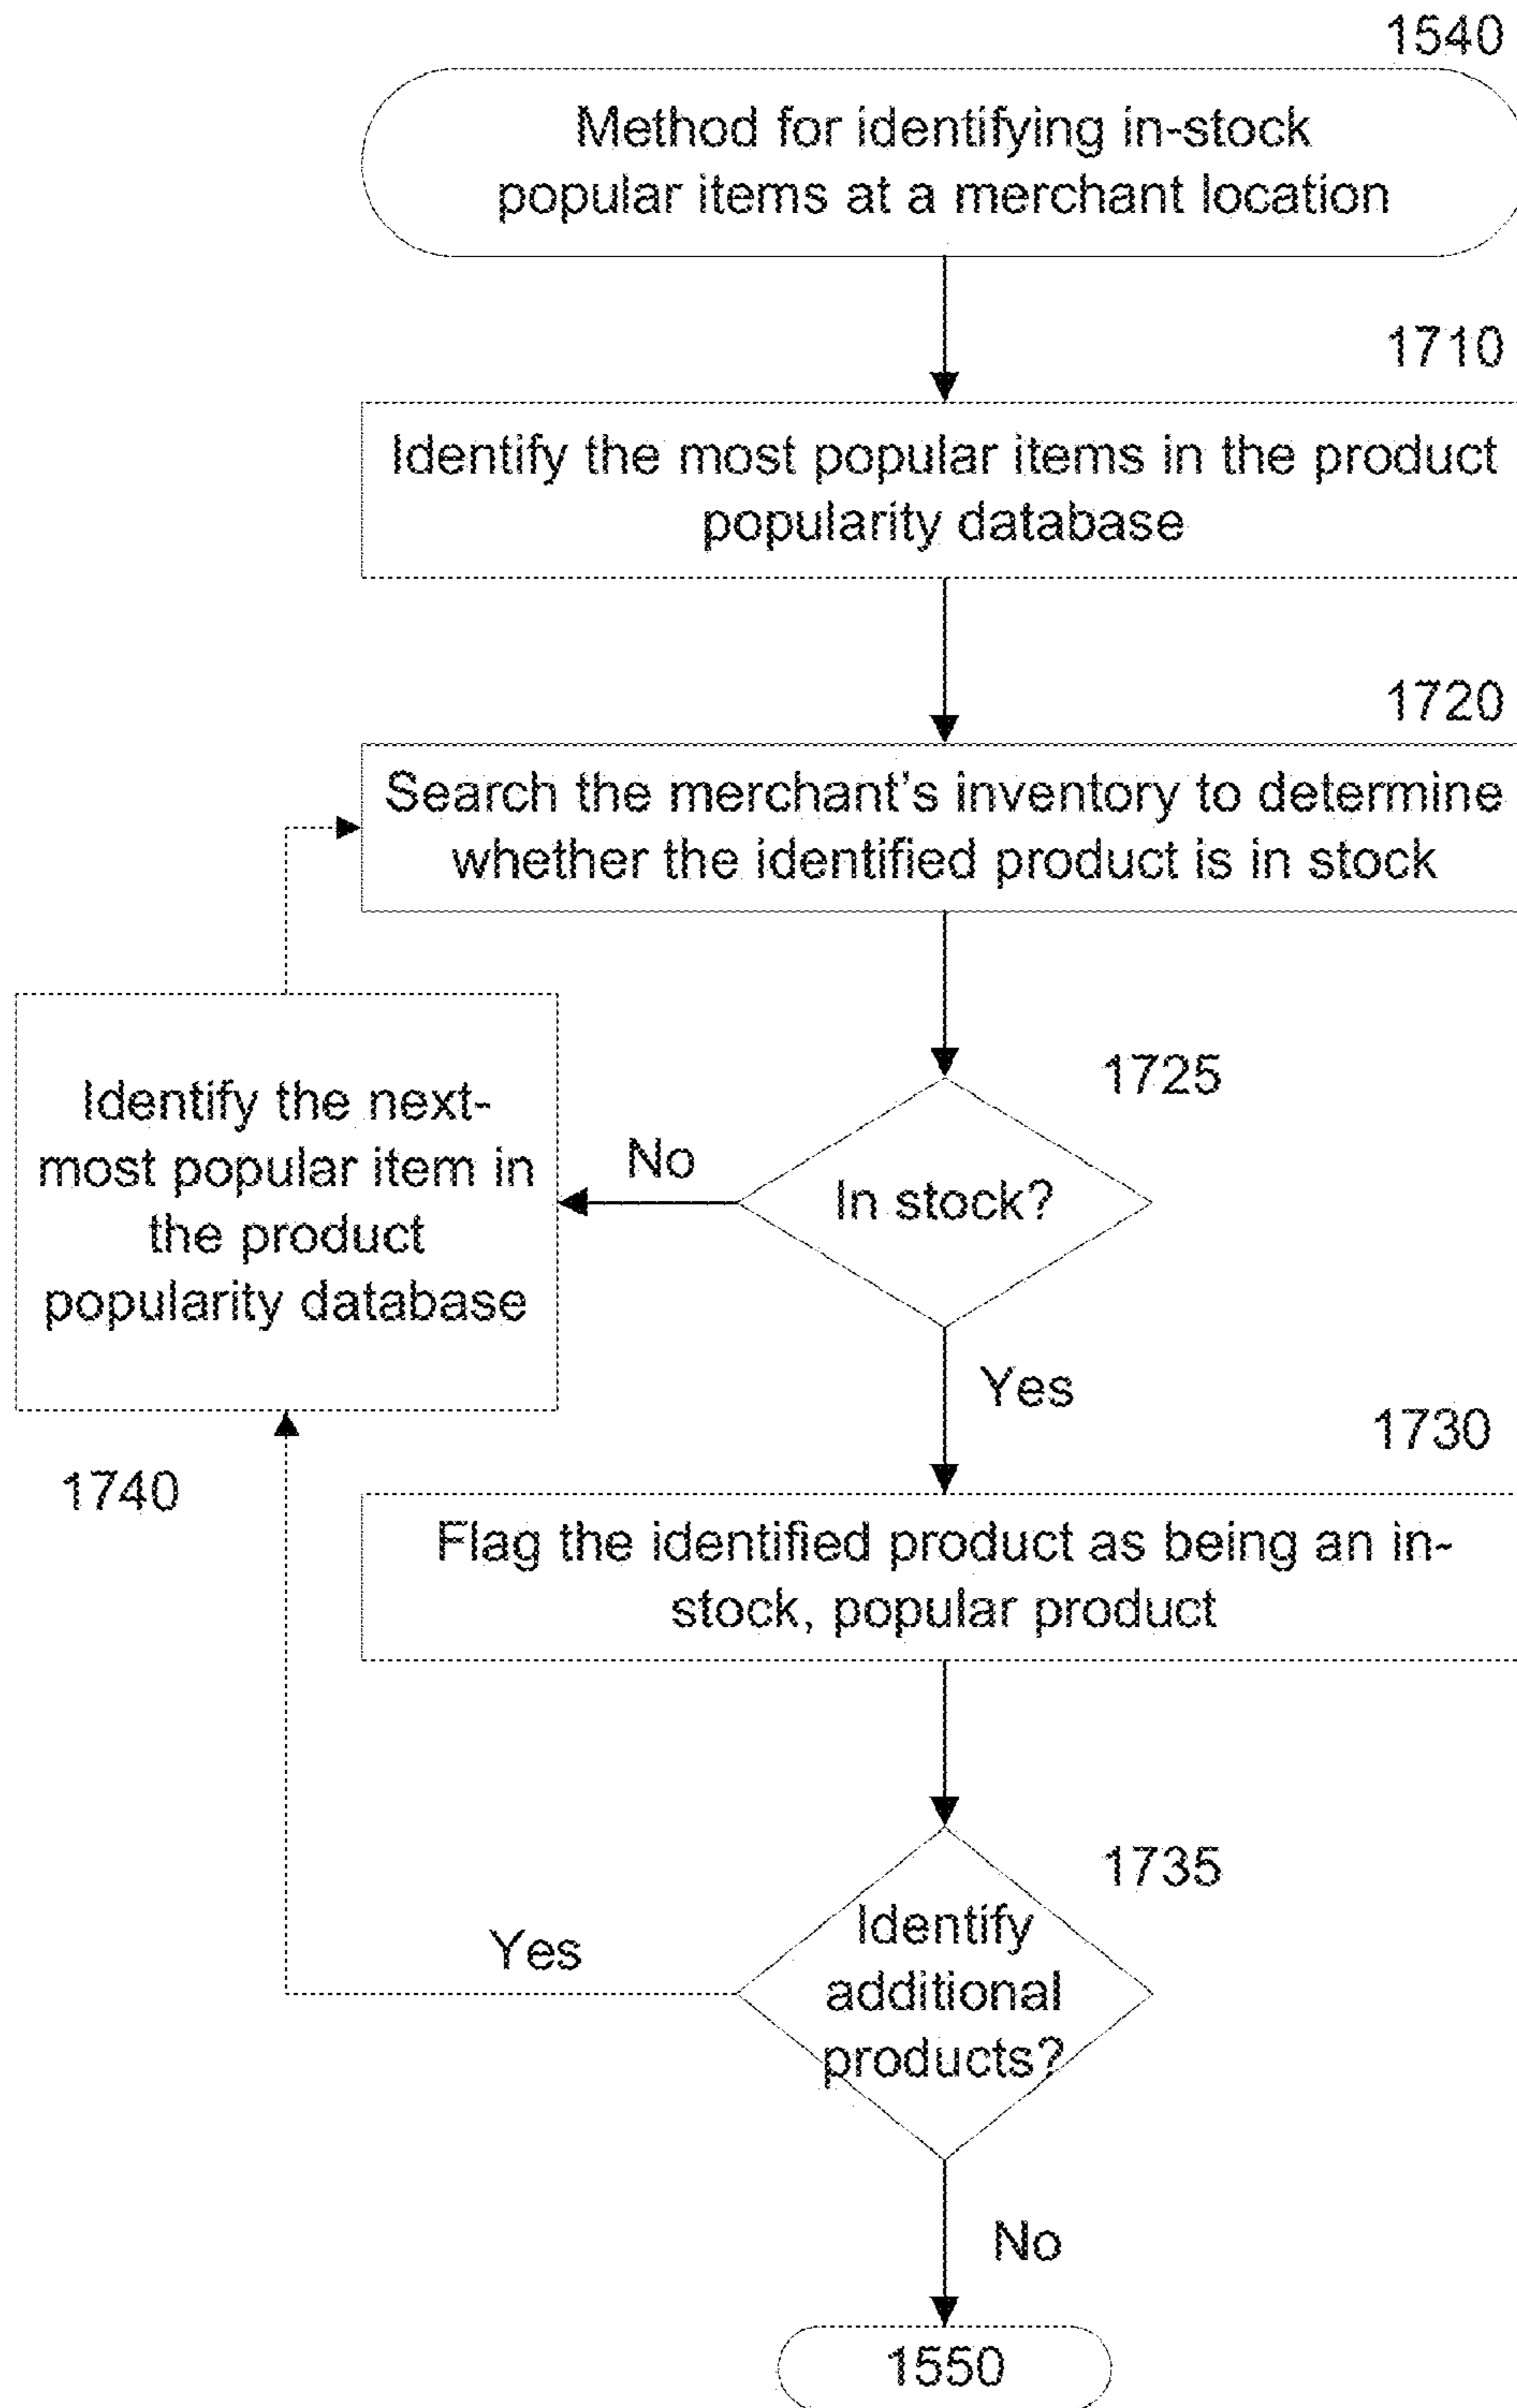 1540
Method for identifying in-stock
popular items at a merchant location
1710
Identify the most popular items in the product
popularity database
1720
Search the merchant's inventory to determine
whether the identified product is in stock
1725
In stock?
No
Identify the next-
most popular item in
the product
popularity database
1740
Yes
1730
Flag the identified product as being an in-
stock, popular product
1735
Identify
additional
products?
Yes
No
1550